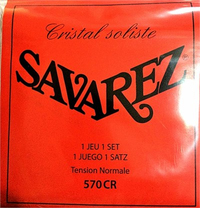 Cristal soliste
SAVAREZ
1 JEU 1 SET
1 JUEGO 1 SATZ
Tension Normale
570CR